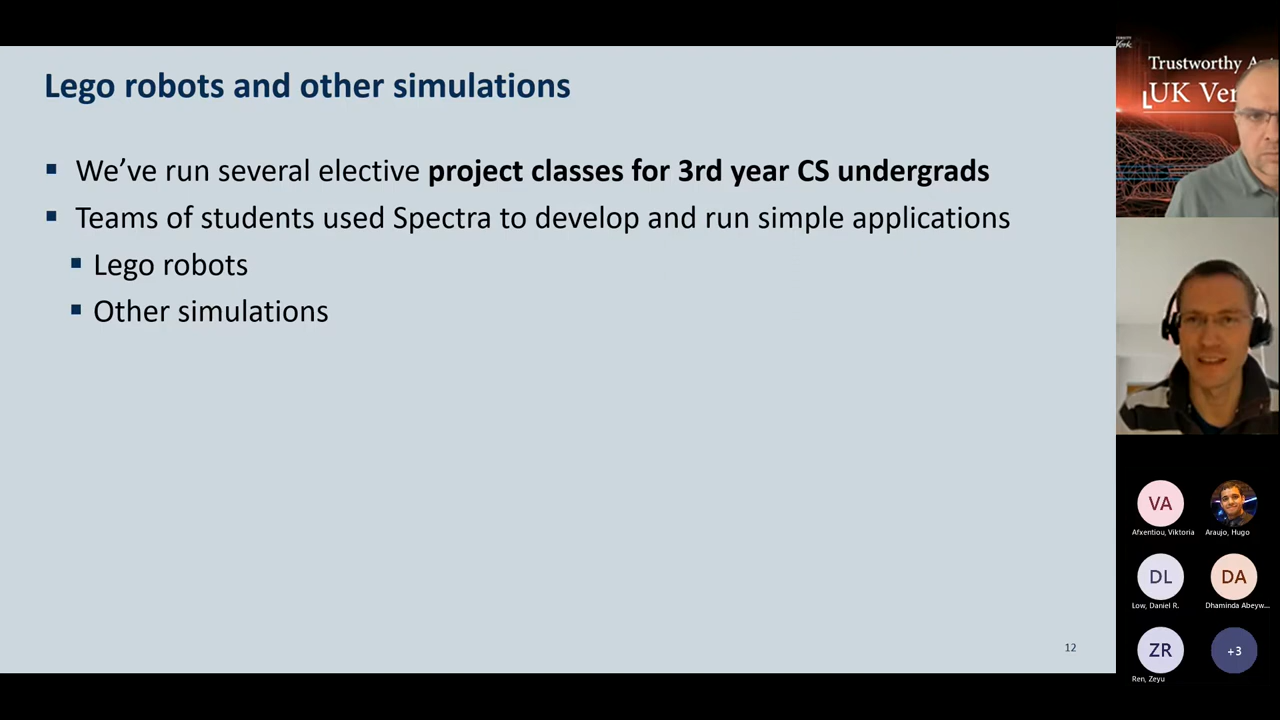 Lego robots and other simulations
We've run several elective project classes for 3rd year CS undergrads
Teams of students used Spectra to develop and run simple applications
Lego robots
Other simulations
12
Trustworthy
UK
VA
Afxentiou, Viktoria
Araujo, Hugo
DL
DA
Low, Daniel R.
Dhaminda Abeyw...
ZR
+3
Ren, Zeyu